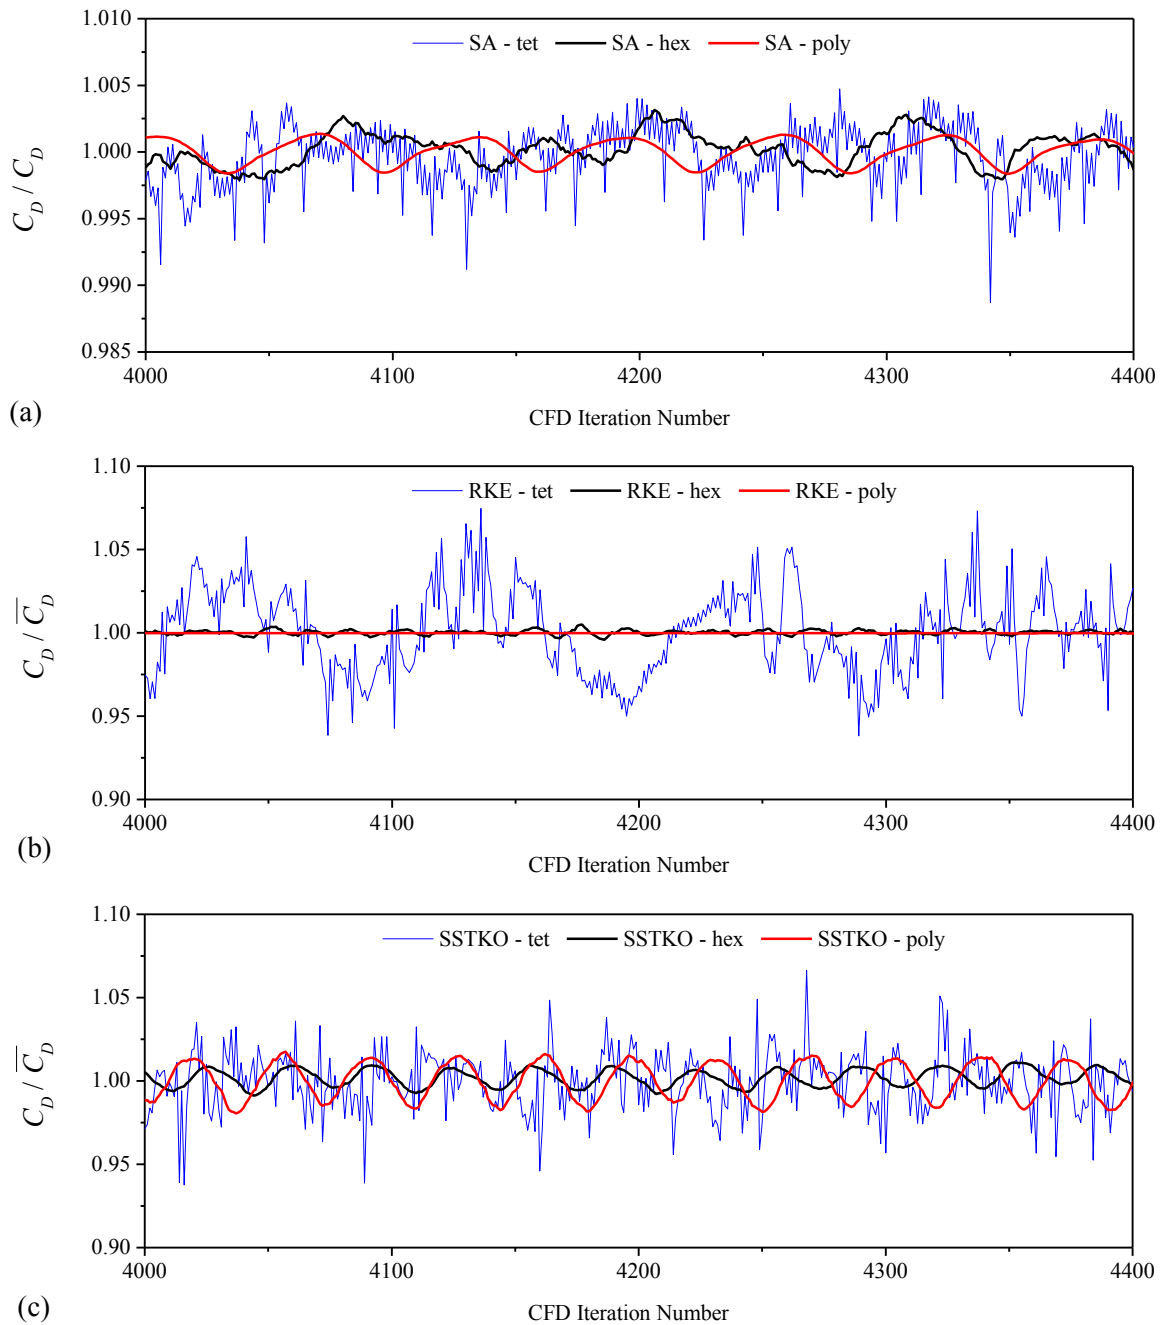 1.010
SA - tet SA - hex SA - poly
1.005
1.000
0.995
0.990
0.985
C_D / C_D
4000 4100 4200 4300 4400
(a)
CFD Iteration Number
1.10
RKE - tet RKE - hex RKE - poly
1.05
1.00
0.95
0.90
C_D / C̅_D̅
4000 4100 4200 4300 4400
(b)
CFD Iteration Number
1.10
SSTKO - tet SSTKO - hex SSTKO - poly
1.05
1.00
0.95
0.90
C_D / C̅_D̅
4000 4100 4200 4300 4400
(c)
CFD Iteration Number